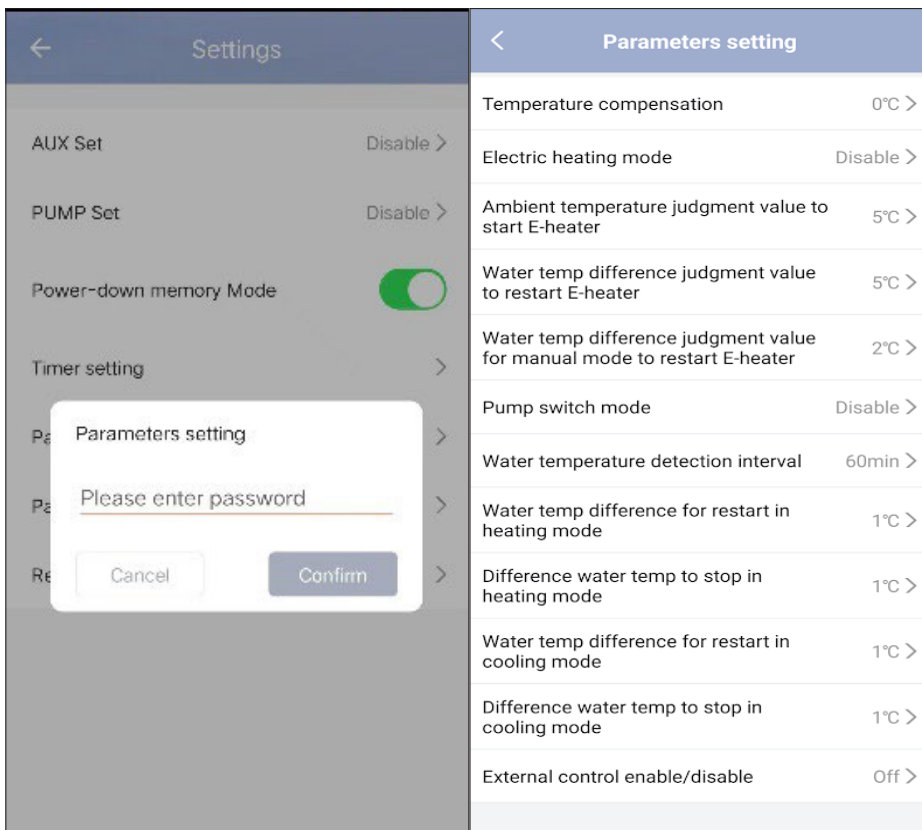 Settings
AUX Set
Disable
PUMP Set
Disable
Power-down memory Mode
Timer setting
Pa
Parameters setting
Pa
Please enter password
Re
Cancel
Confirm
Parameters setting
Temperature compensation
0℃
Electric heating mode
Disable
Ambient temperature judgment value to
start E-heater
5℃
Water temp difference judgment value
to restart E-heater
5℃
Water temp difference judgment value
for manual mode to restart E-heater
2℃
Pump switch mode
Disable
Water temperature detection interval
60min
Water temp difference for restart in
heating mode
1℃
Difference water temp to stop in
heating mode
1℃
Water temp difference for restart in
cooling mode
1℃
Difference water temp to stop in
cooling mode
1℃
External control enable/disable
Off